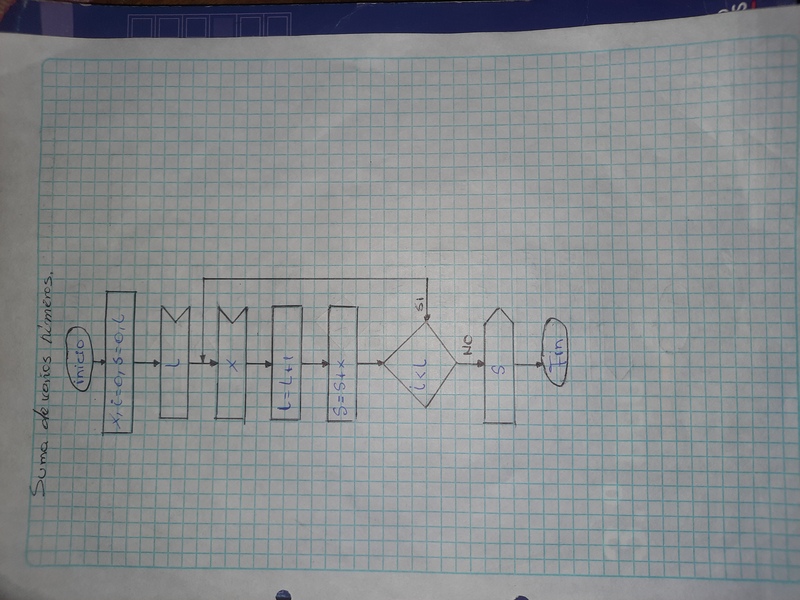 Suma de varios números.
inicio
x, i=0, s=0, L
L
x
L=L+1
S=S+x
i<L
SI
NO
S
Fin